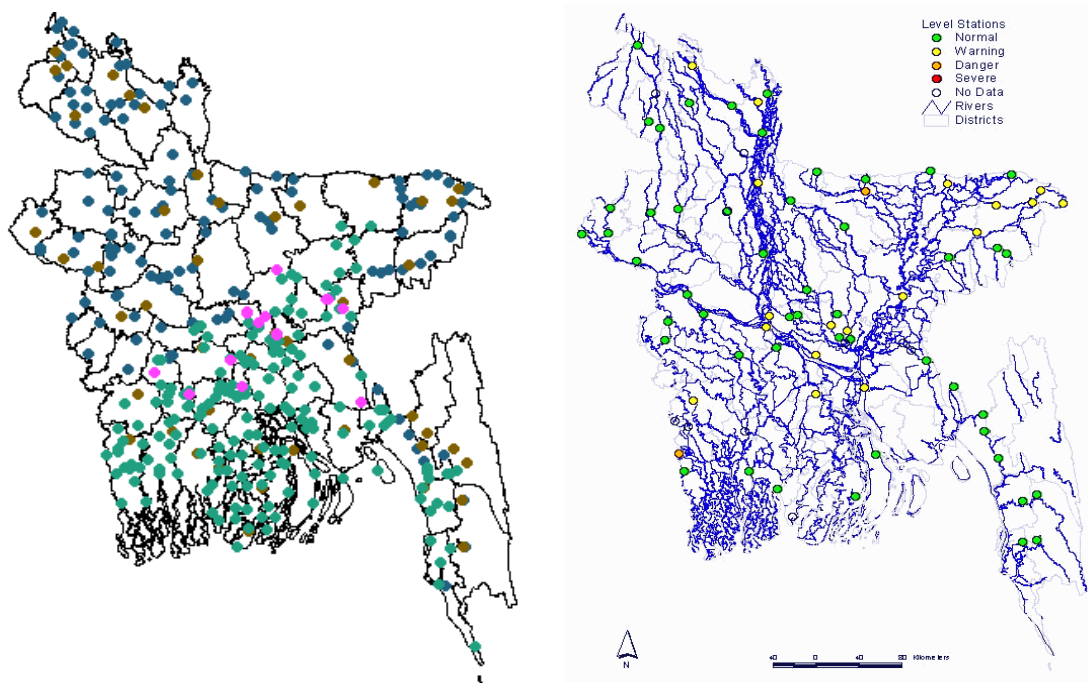 Level Stations
Normal
Warning
Danger
Severe
No Data
Rivers
Districts
N
40 0 40 80 Kilometers